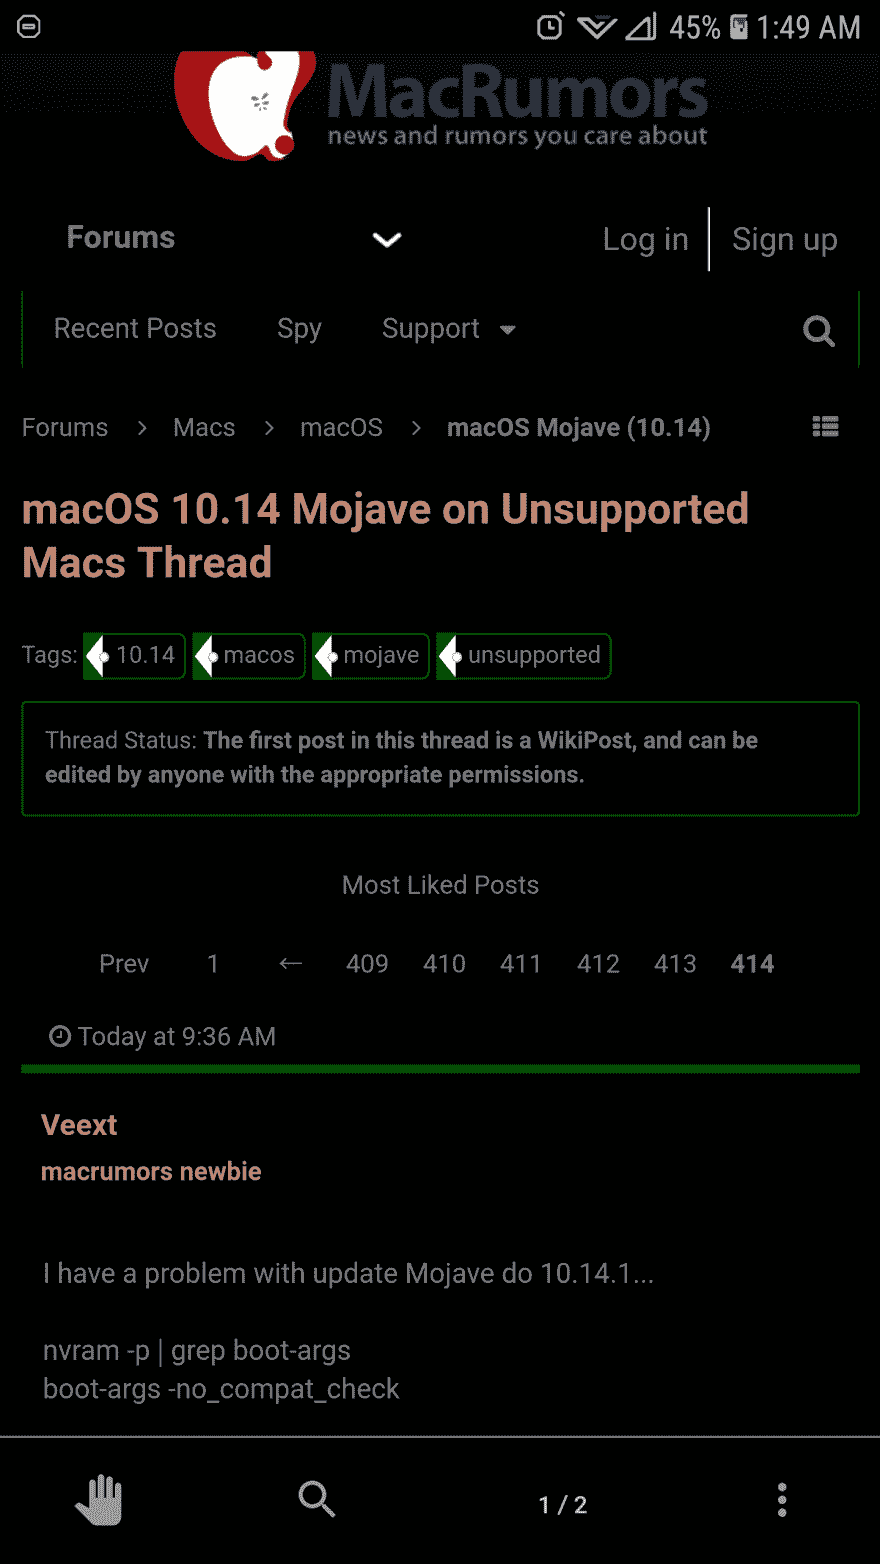 45% 1:49 AM
MacRumors
news and rumors you care about
Forums Log in Sign up
Recent Posts Spy Support
Forums > Macs > macOS > macOS Mojave (10.14)
macOS 10.14 Mojave on Unsupported
Macs Thread
Tags: 10.14 macos mojave unsupported
Thread Status: The first post in this thread is a WikiPost, and can be
edited by anyone with the appropriate permissions.
Most Liked Posts
Prev 1 ← 409 410 411 412 413 414
Today at 9:36 AM
Veext
macrumors newbie
I have a problem with update Mojave do 10.14.1...
nvram -p | grep boot-args
boot-args -no_compat_check
1 / 2